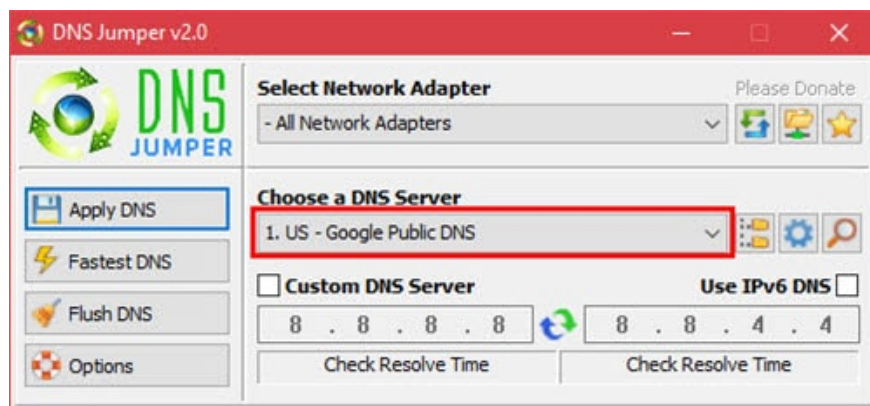 DNS Jumper v2.0
DNS
JUMPER
Select Network Adapter
Please Donate
- All Network Adapters
Apply DNS
Fastest DNS
Flush DNS
Options
Choose a DNS Server
1. US - Google Public DNS
Custom DNS Server
Use IPv6 DNS
8 . 8 . 8 . 8
8 . 8 . 4 . 4
Check Resolve Time
Check Resolve Time